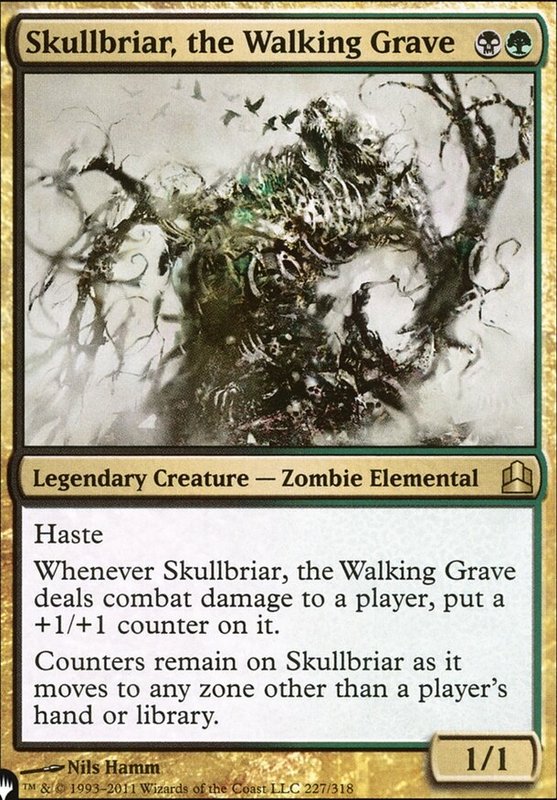 Skullbriar, the Walking Grave
Legendary Creature — Zombie Elemental
Haste
Whenever Skullbriar, the Walking Grave
deals combat damage to a player, put a
+1/+1 counter on it.
Counters remain on Skullbriar as it
moves to any zone other than a player's
hand or library.
Nils Hamm
1/1
™ & © 1993–2011 Wizards of the Coast LLC 227/318